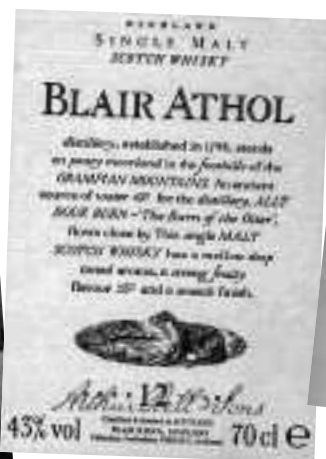 HIGHLAND
SINGLE MALT
SCOTCH WHISKY
BLAIR ATHOL
distillery, established in 1798, stands
on peaty moorland in the foothills of the
GRAMPIAN MOUNTAINS. An ancient
source of water for the distillery, ALLT
DOUR BURN - 'The Burn of the Otter',
flows close by. This single MALT
SCOTCH WHISKY has a mellow deep
toned aroma, a strong fruity
flavour and a smooth finish.
12
Arthur Bell & Sons
43% vol
70 cl e